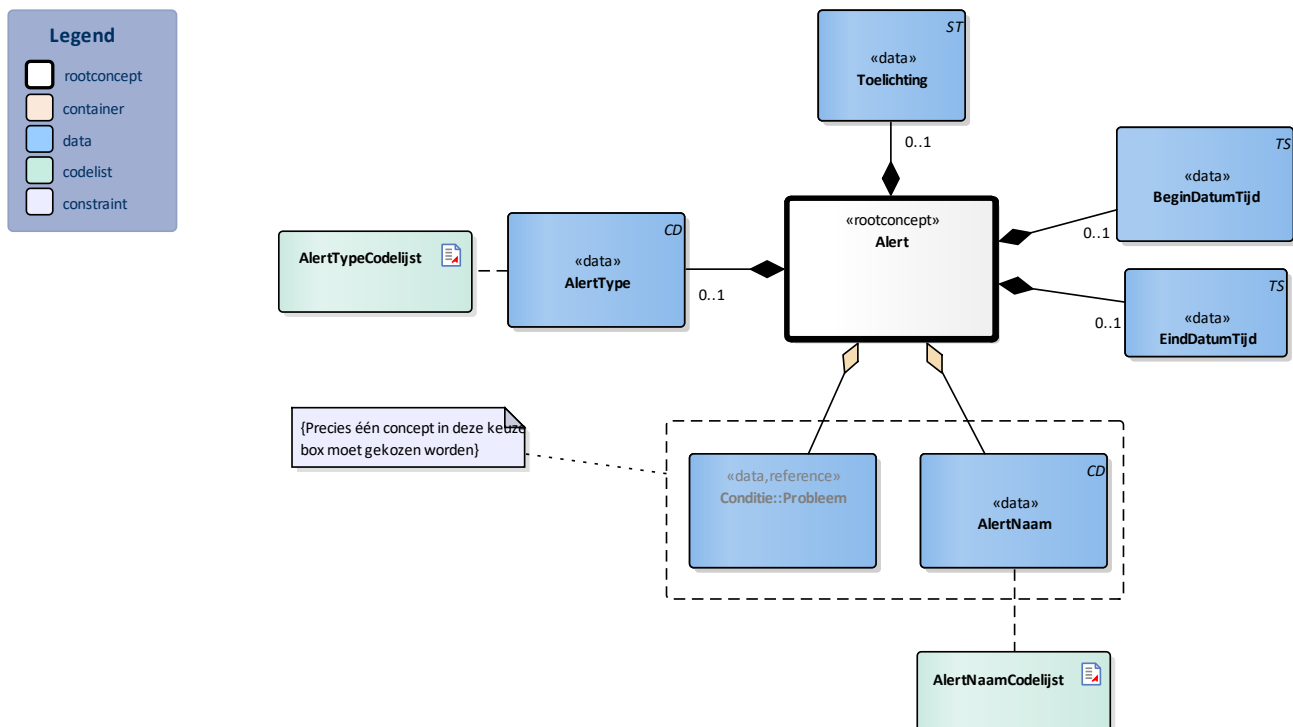 Legend
rootconcept
container
data
codelist
constraint
ST
«data»
Toelichting
0..1
TS
«data»
BeginDatumTijd
0..1
«rootconcept»
Alert
CD
«data»
AlertType
0..1
AlertTypeCodelijst
TS
«data»
EindDatumTijd
0..1
{Precies één concept in deze keuze
box moet gekozen worden}
«data,reference»
Conditie::Probleem
CD
«data»
AlertNaam
AlertNaamCodelijst